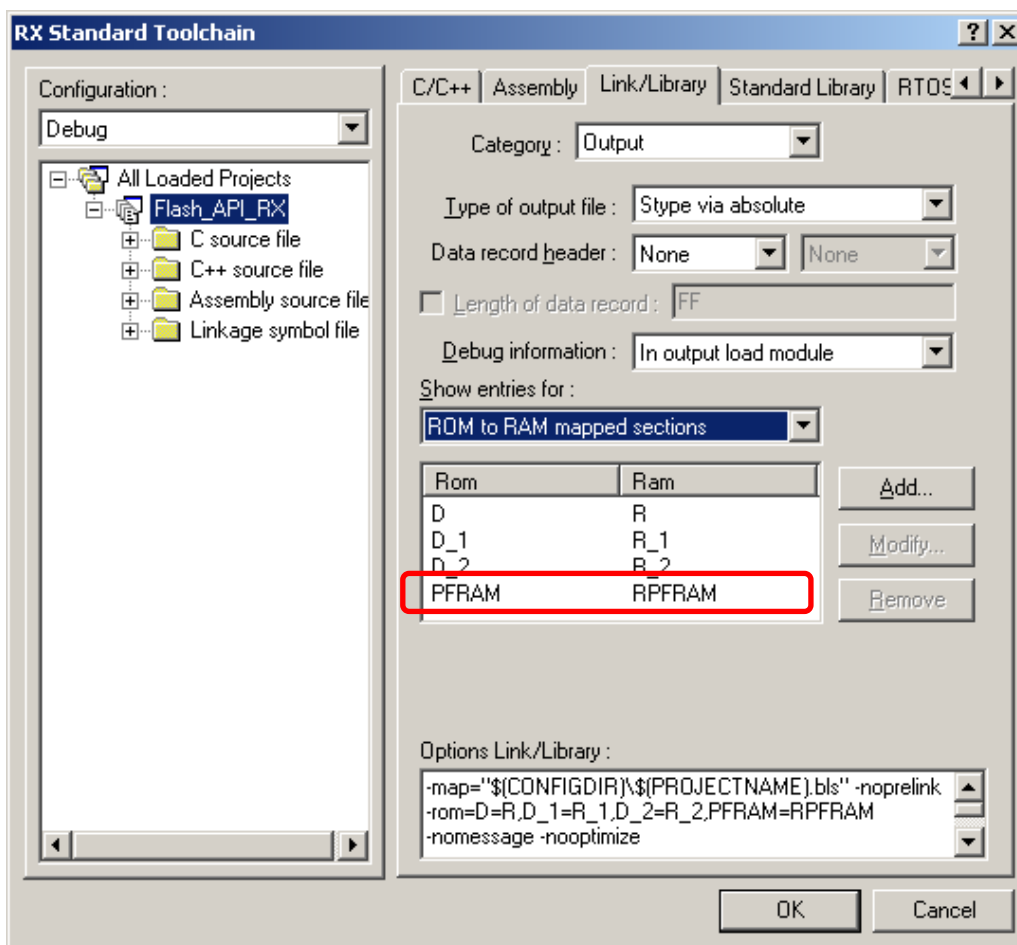 RX Standard Toolchain
Configuration :
Debug
All Loaded Projects
Flash_API_RX
C source file
C++ source file
Assembly source file
Linkage symbol file
C/C++ Assembly Link/Library Standard Library RTOS
Category : Output
Type of output file : Stype via absolute
Data record header : None None
Length of data record : FF
Debug information : In output load module
Show entries for :
ROM to RAM mapped sections
Rom Ram
D R
D_1 R_1
D_2 R_2
PFRAM RPFRAM
Add...
Modify...
Remove
Options Link/Library :
-map="$(CONFIGDIR)\$(PROJECTNAME).bls" -noprelink
-rom=D=R,D_1=R_1,D_2=R_2,PFRAM=RPFRAM
-nomessage -nooptimize
OK Cancel